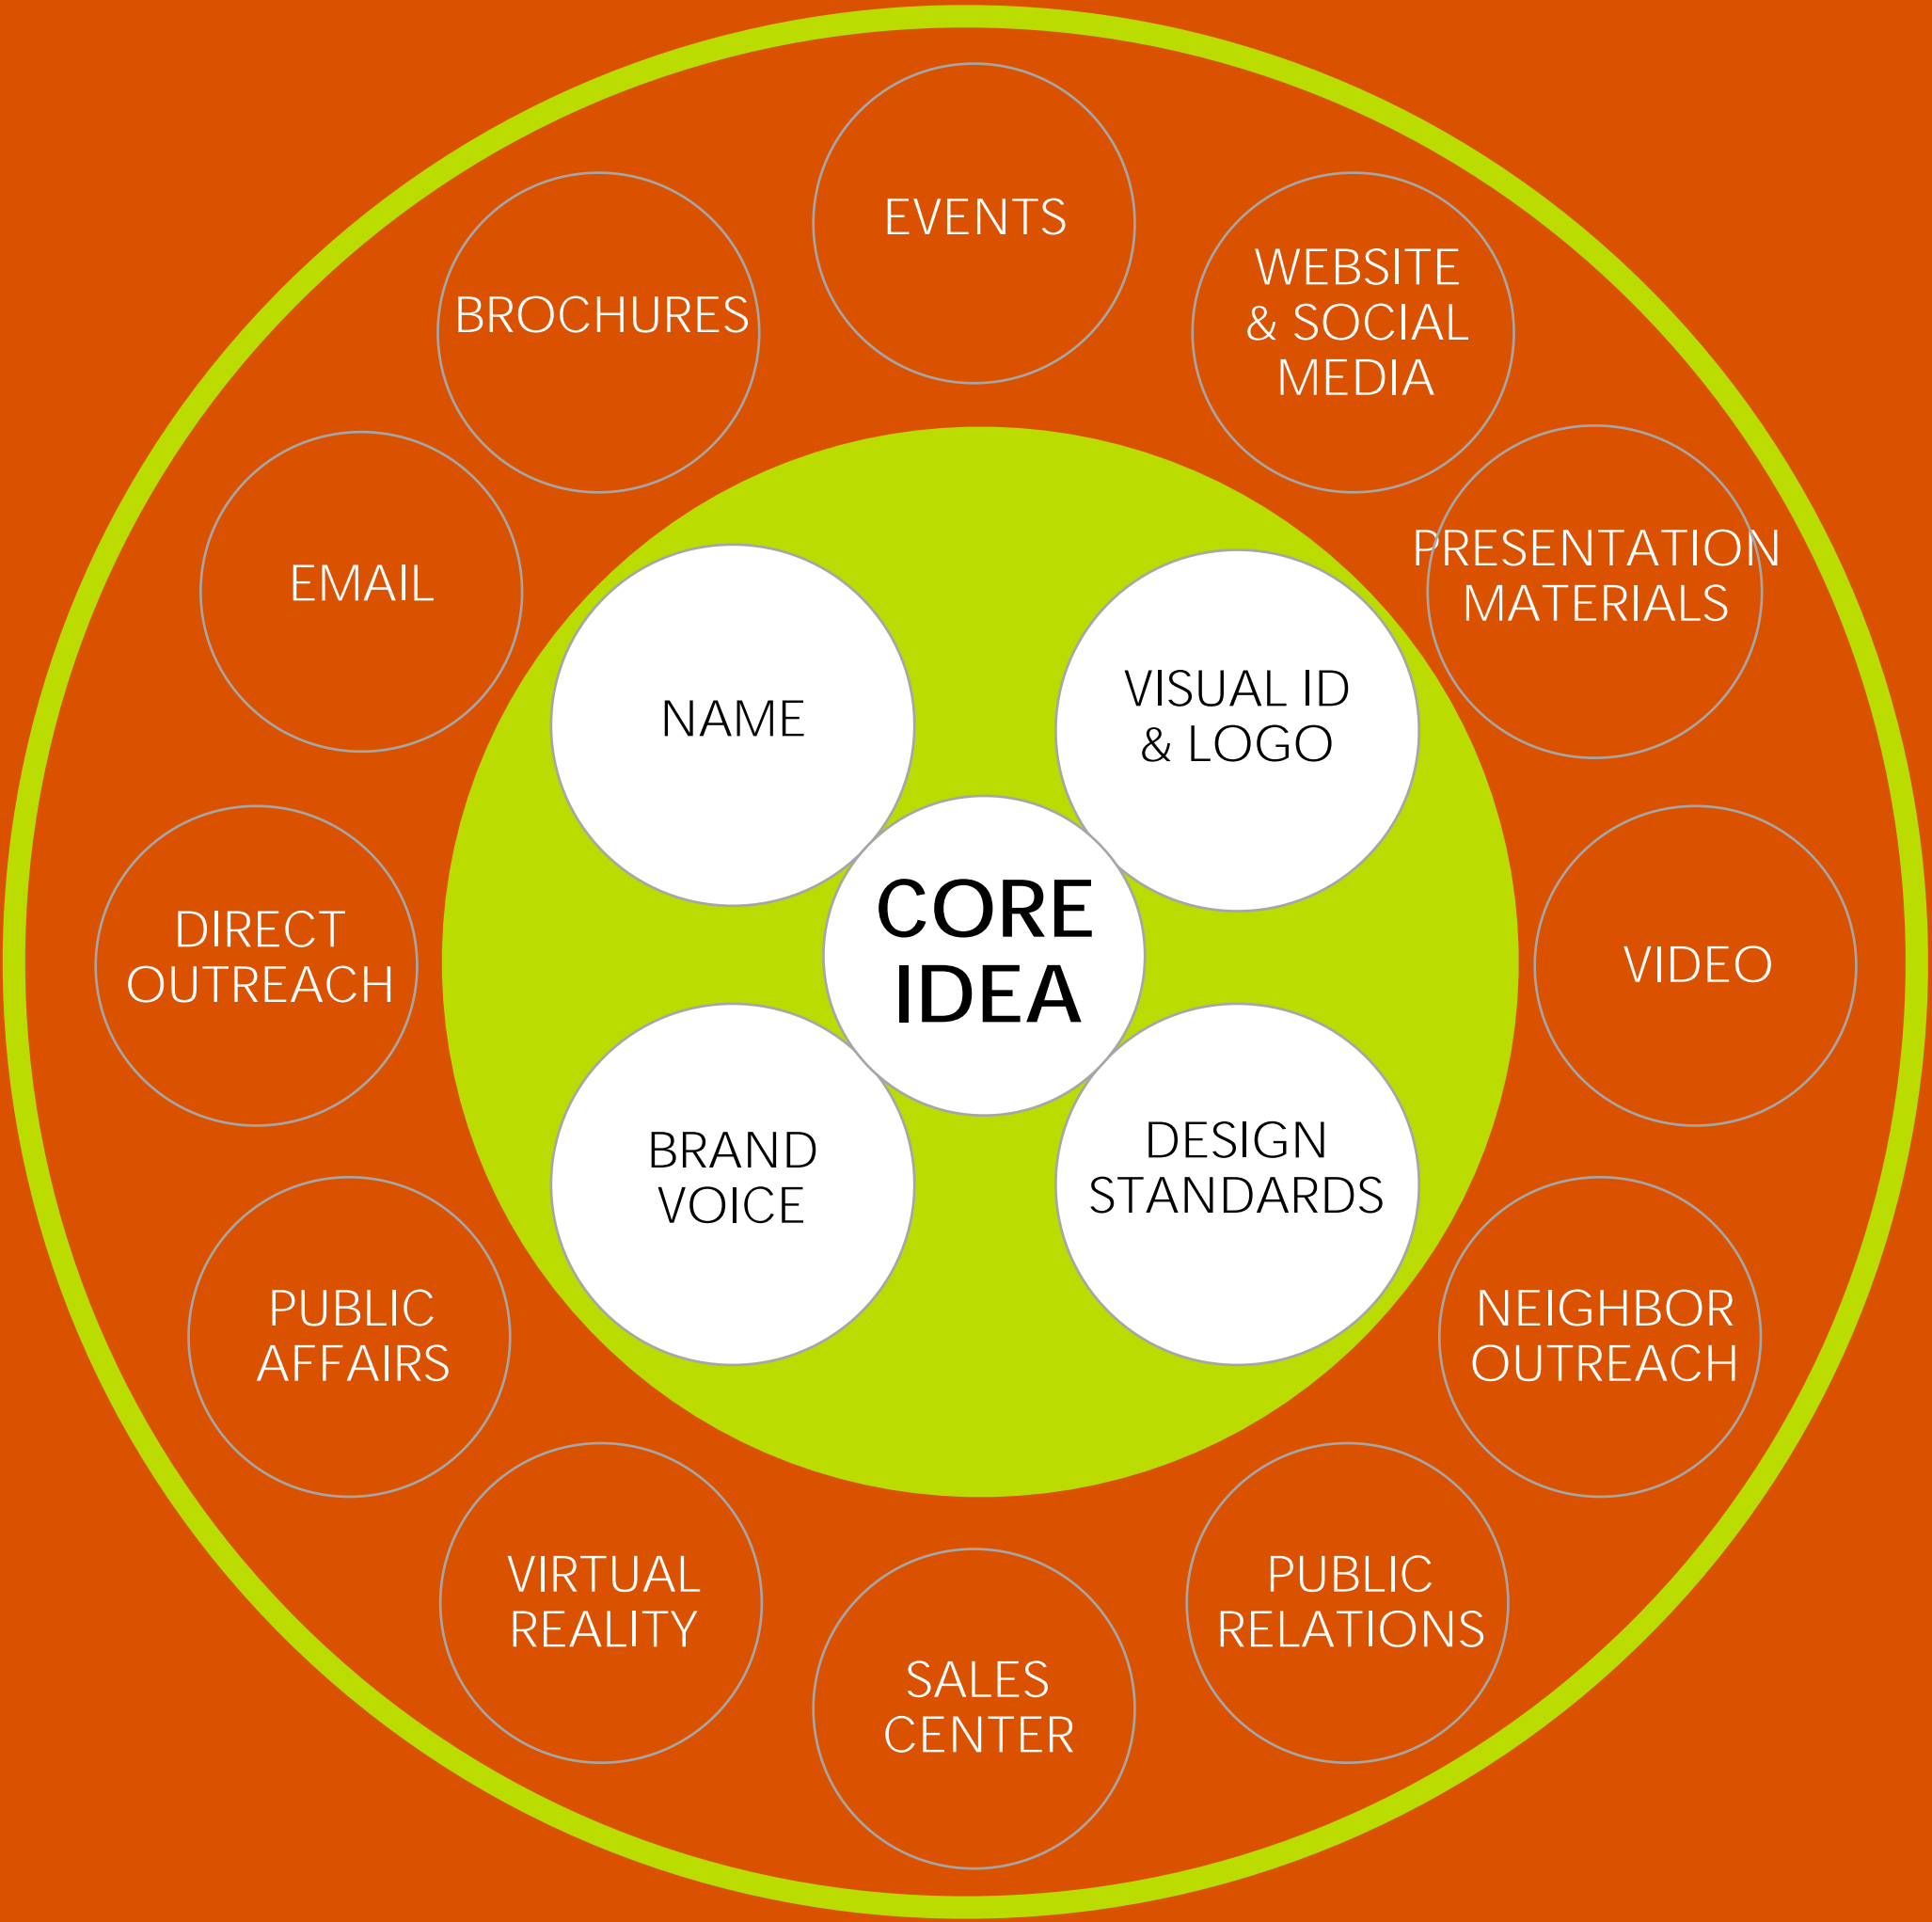 EVENTS
WEBSITE
& SOCIAL
MEDIA
BROCHURES
PRESENTATION
MATERIALS
EMAIL
NAME
VISUAL ID
& LOGO
CORE
IDEA
DIRECT
OUTREACH
VIDEO
BRAND
VOICE
DESIGN
STANDARDS
PUBLIC
AFFAIRS
NEIGHBOR
OUTREACH
VIRTUAL
REALITY
PUBLIC
RELATIONS
SALES
CENTER